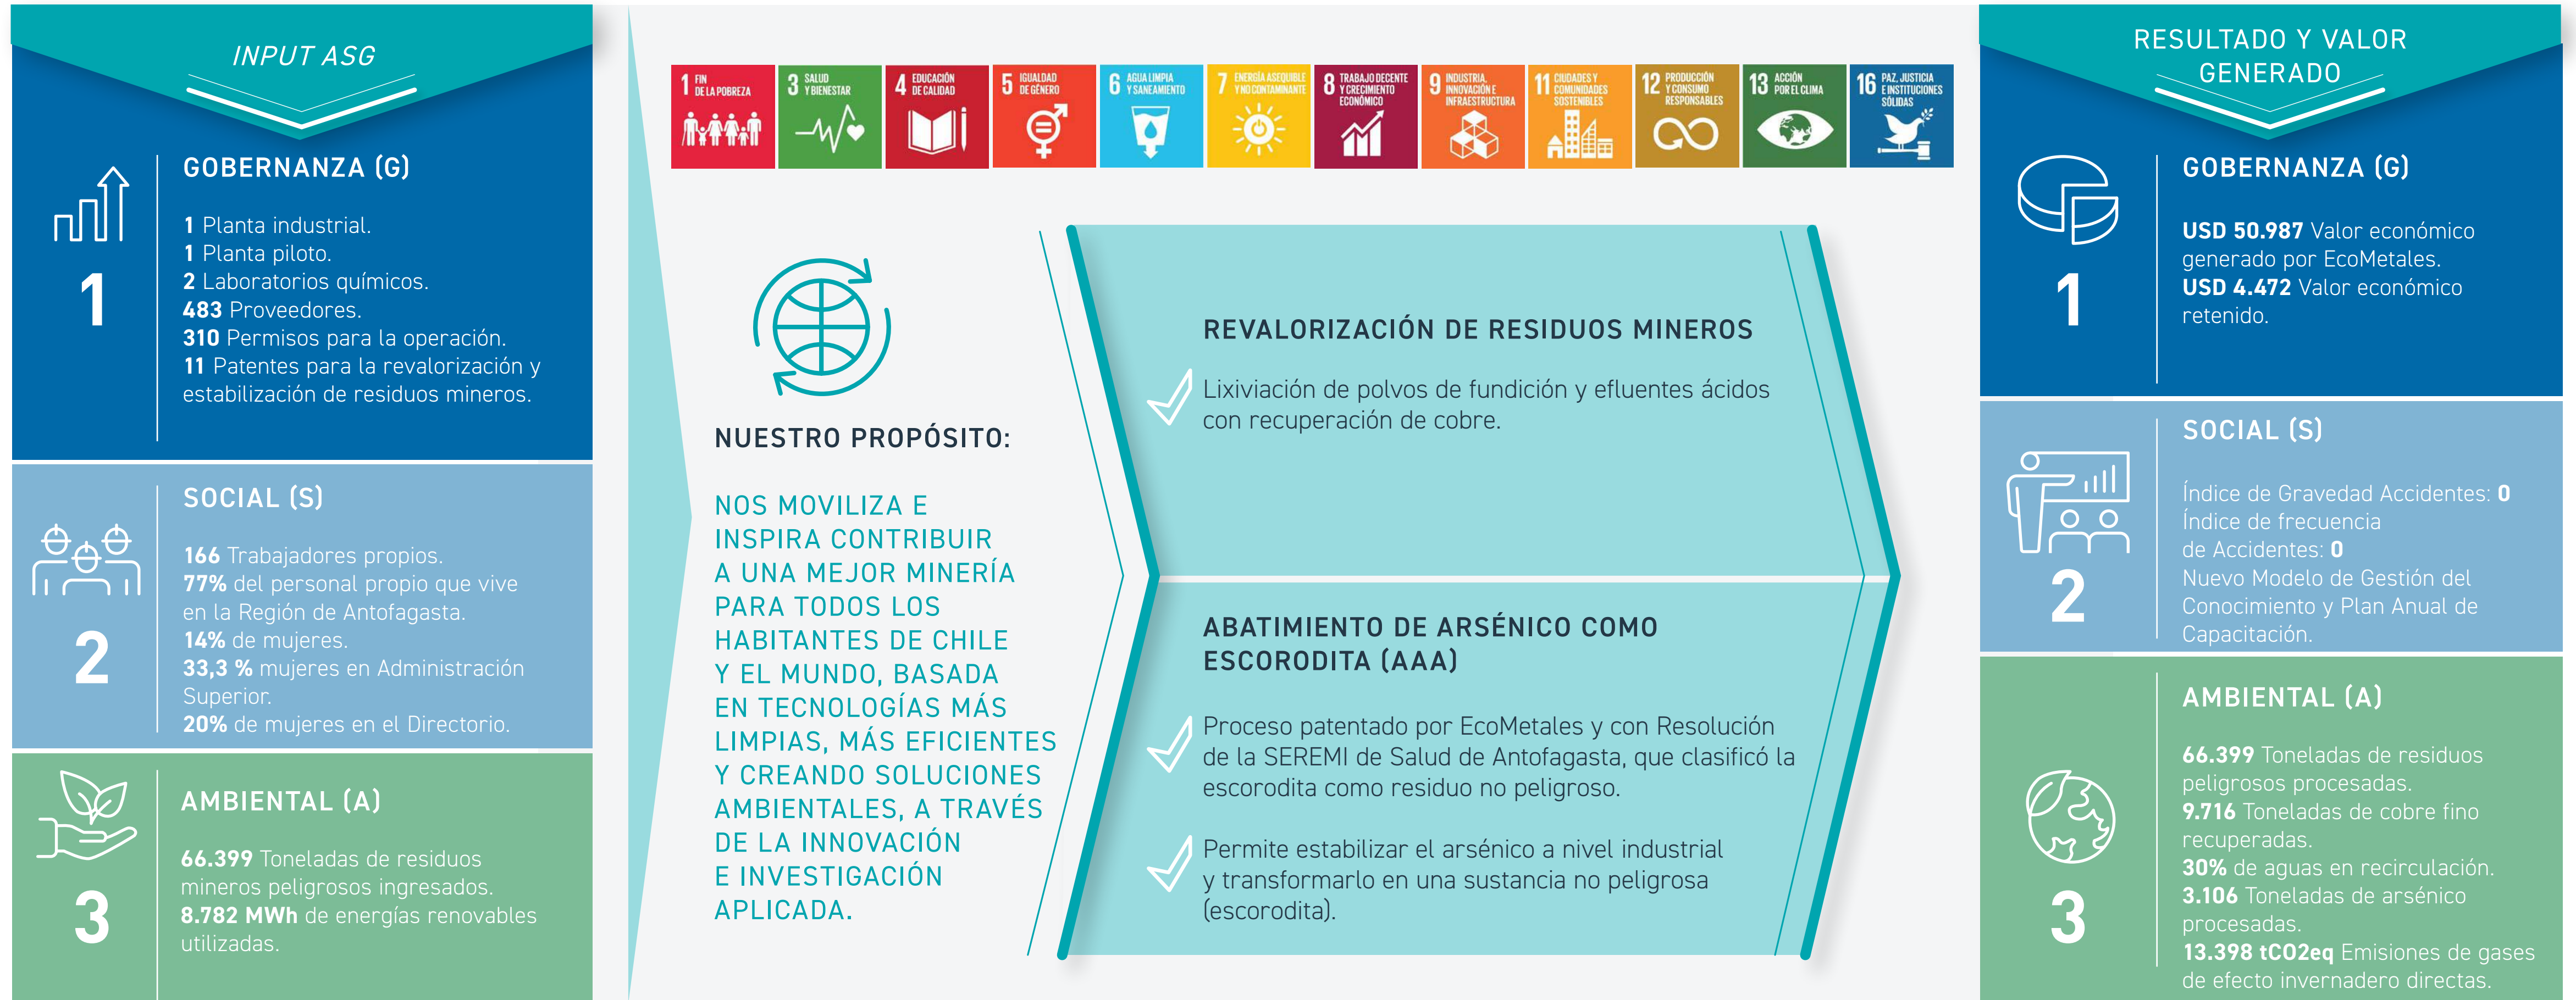 INPUT ASG
GOBERNANZA (G)
1
1 Planta industrial.
1 Planta piloto.
2 Laboratorios químicos.
483 Proveedores.
310 Permisos para la operación.
11 Patentes para la revalorización y
estabilización de residuos mineros.
SOCIAL (S)
2
166 Trabajadores propios.
77% del personal propio que vive
en la Región de Antofagasta.
14% de mujeres.
33,3 % mujeres en Administración
Superior.
20% de mujeres en el Directorio.
AMBIENTAL (A)
3
66.399 Toneladas de residuos
mineros peligrosos ingresados.
8.782 MWh de energías renovables
utilizadas.
1 FIN
DE LA POBREZA
3 SALUD
Y BIENESTAR
4 EDUCACIÓN
DE CALIDAD
5 IGUALDAD
DE GÉNERO
6 AGUA LIMPIA
Y SANEAMIENTO
7 ENERGÍA ASEQUIBLE
Y NO CONTAMINANTE
8 TRABAJO DECENTE
Y CRECIMIENTO
ECONÓMICO
9 INDUSTRIA,
INNOVACIÓN E
INFRAESTRUCTURA
11 CIUDADES Y
COMUNIDADES
SOSTENIBLES
12 PRODUCCIÓN
Y CONSUMO
RESPONSABLES
13 ACCIÓN
POR EL CLIMA
16 PAZ, JUSTICIA
E INSTITUCIONES
SÓLIDAS
NUESTRO PROPÓSITO:
NOS MOVILIZA E
INSPIRA CONTRIBUIR
A UNA MEJOR MINERÍA
PARA TODOS LOS
HABITANTES DE CHILE
Y EL MUNDO, BASADA
EN TECNOLOGÍAS MÁS
LIMPIAS, MÁS EFICIENTES
Y CREANDO SOLUCIONES
AMBIENTALES, A TRAVÉS
DE LA INNOVACIÓN
E INVESTIGACIÓN
APLICADA.
REVALORIZACIÓN DE RESIDUOS MINEROS
Lixiviación de polvos de fundición y efluentes ácidos
con recuperación de cobre.
ABATIMIENTO DE ARSÉNICO COMO
ESCORODITA (AAA)
Proceso patentado por EcoMetales y con Resolución
de la SEREMI de Salud de Antofagasta, que clasificó la
escorodita como residuo no peligroso.
Permite estabilizar el arsénico a nivel industrial
y transformarlo en una sustancia no peligrosa
(escorodita).
RESULTADO Y VALOR
GENERADO
GOBERNANZA (G)
1
USD 50.987 Valor económico
generado por EcoMetales.
USD 4.472 Valor económico
retenido.
SOCIAL (S)
2
Índice de Gravedad Accidentes: 0
Índice de frecuencia
de Accidentes: 0
Nuevo Modelo de Gestión del
Conocimiento y Plan Anual de
Capacitación.
AMBIENTAL (A)
3
66.399 Toneladas de residuos
peligrosos procesadas.
9.716 Toneladas de cobre fino
recuperadas.
30% de aguas en recirculación.
3.106 Toneladas de arsénico
procesadas.
13.398 tCO2eq Emisiones de gases
de efecto invernadero directas.